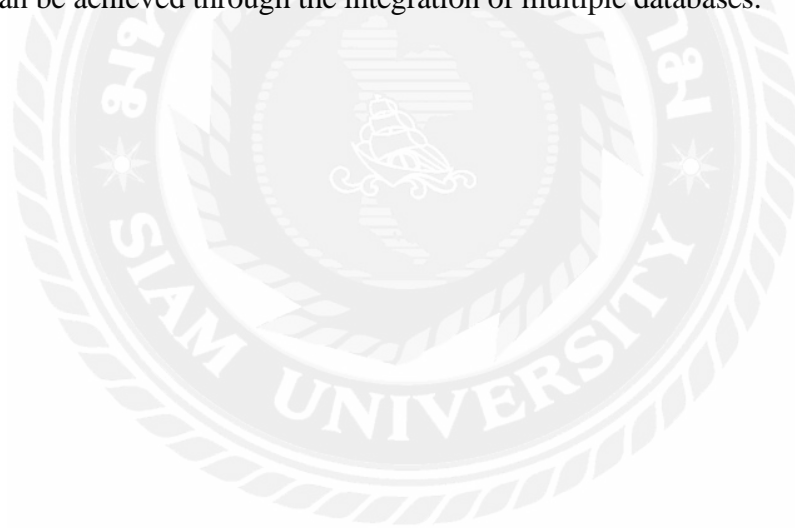 an be achieved through the integration of multiple databases.
SIAM UNIVERSITY